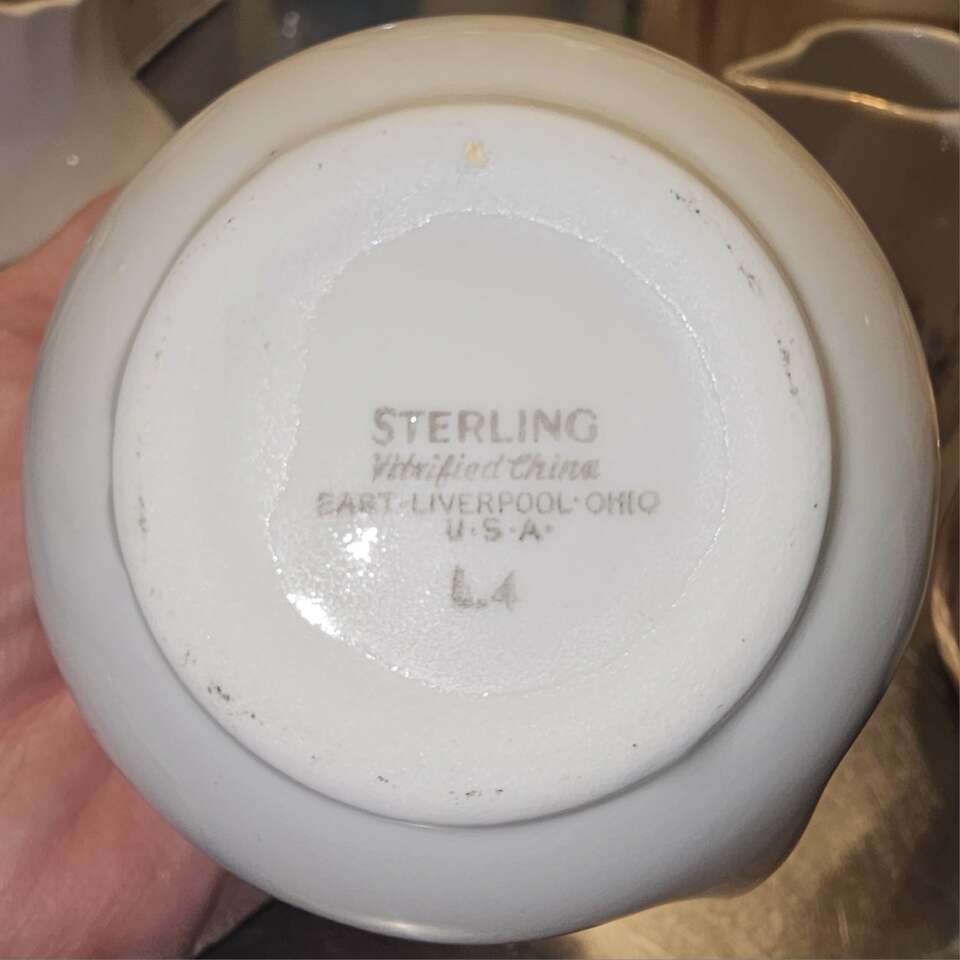 STERLING
Vitrified China
EAST·LIVERPOOL·OHIO
U·S·A·
L.4